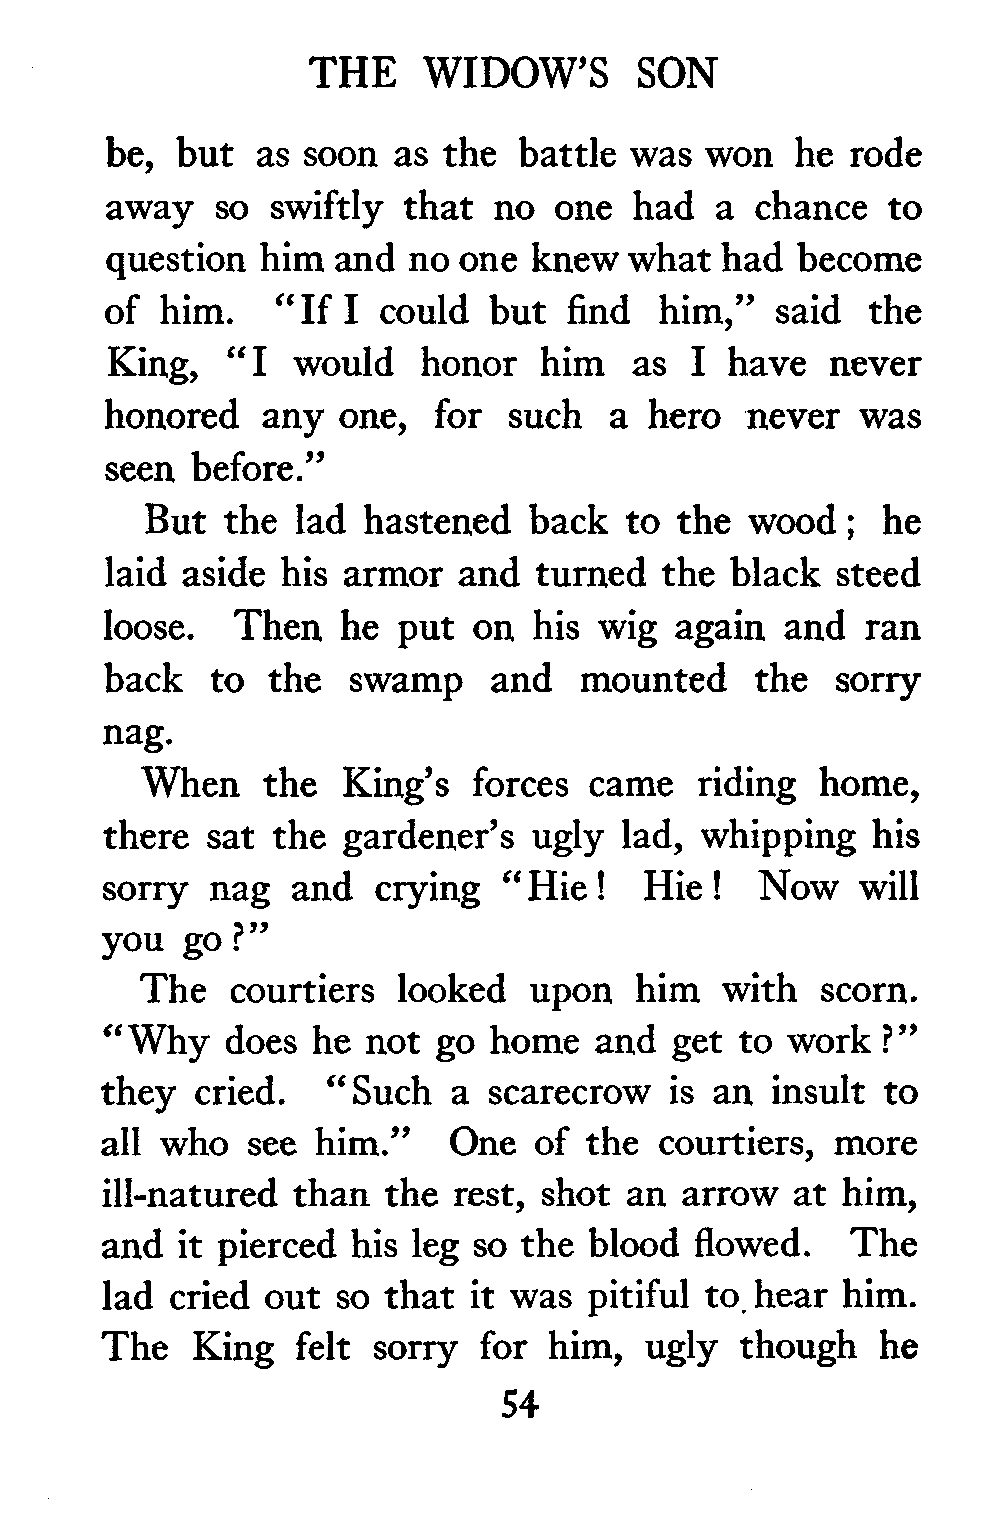 THE WIDOW'S SON
be, but as soon as the battle was won he rode
away so swiftly that no one had a chance to
question him and no one knew what had become
of him. “If I could but find him,” said the
King, “I would honor him as I have never
honored any one, for such a hero never was
seen before.”
But the lad hastened back to the wood; he
laid aside his armor and turned the black steed
loose. Then he put on his wig again and ran
back to the swamp and mounted the sorry
nag.
When the King's forces came riding home,
there sat the gardener's ugly lad, whipping his
sorry nag and crying “Hie! Hie! Now will
you go?”
The courtiers looked upon him with scorn.
“Why does he not go home and get to work?”
they cried. “Such a scarecrow is an insult to
all who see him.” One of the courtiers, more
ill-natured than the rest, shot an arrow at him,
and it pierced his leg so the blood flowed. The
lad cried out so that it was pitiful to hear him.
The King felt sorry for him, ugly though he
54